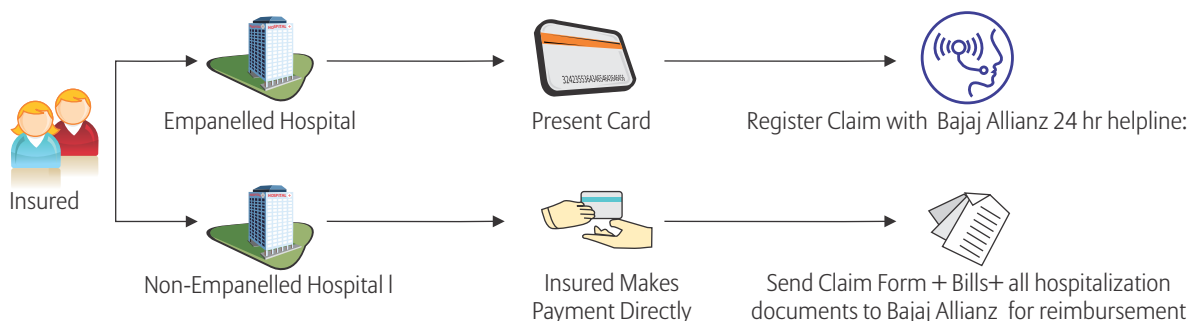 Insured
Empanelled Hospital
Present Card
Register Claim with Bajaj Allianz 24 hr helpline:
Non-Empanelled Hospital l
Insured Makes
Payment Directly
Send Claim Form + Bills+ all hospitalization
documents to Bajaj Allianz for reimbursement